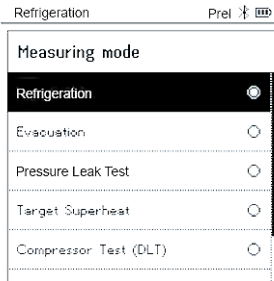 Refrigeration Prel
Measuring mode
Refrigeration
Evacuation
Pressure Leak Test
Target Superheat
Compressor Test (DLT)